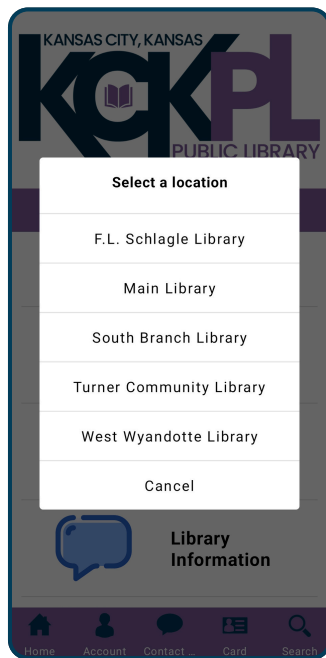 KANSAS CITY, KANSAS
KCKPL
PUBLIC LIBRARY
Select a location
F.L. Schlagle Library
Main Library
South Branch Library
Turner Community Library
West Wyandotte Library
Cancel
Library
Information
Home Account Contact ... Card Search